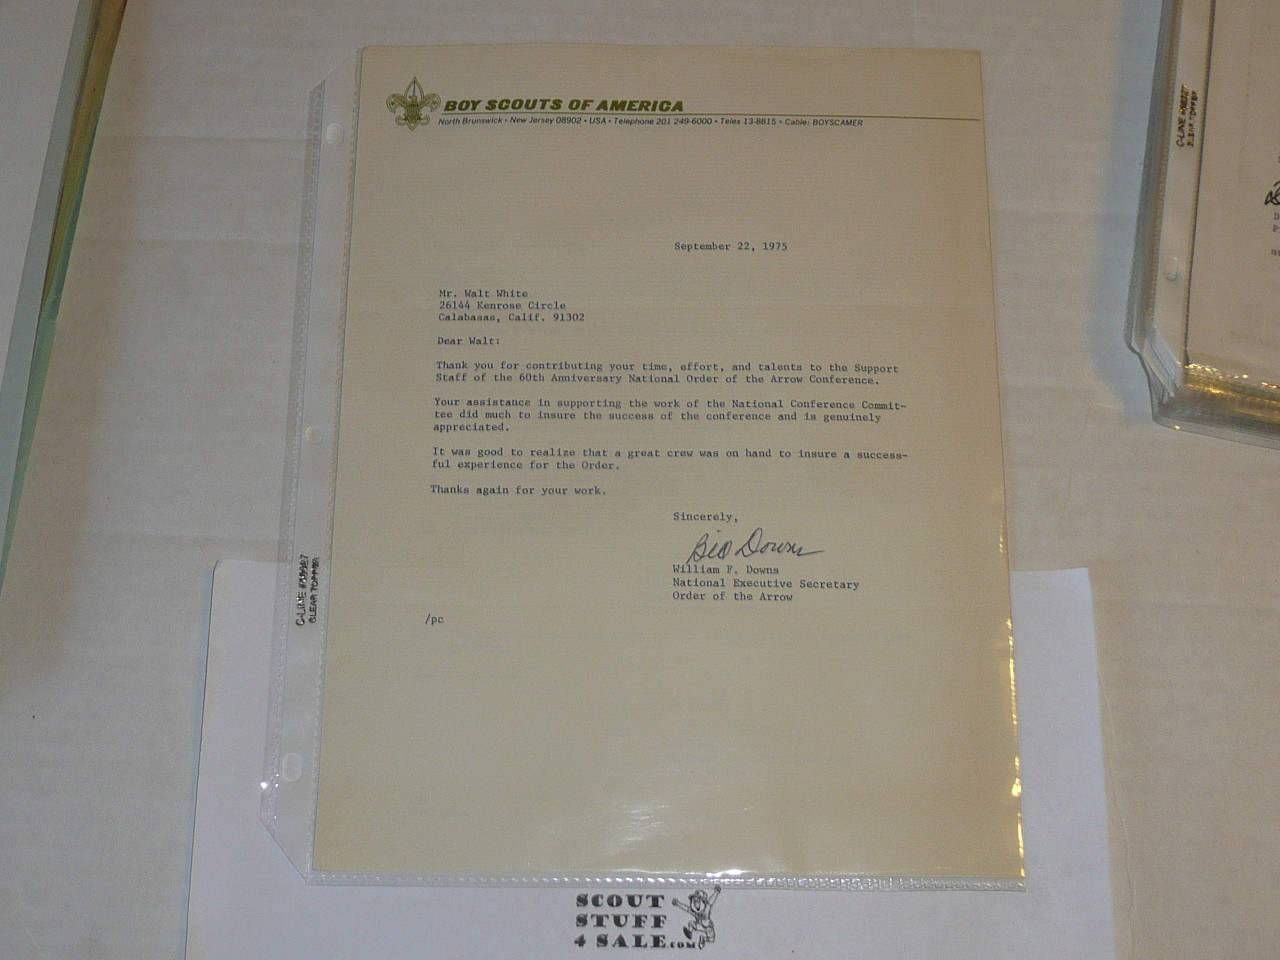 BOY SCOUTS OF AMERICA
North Brunswick • New Jersey 08902 • USA • Telephone 201 249-6000 • Telex 13-8815 • Cable: BOYSCAMER
September 22, 1975
Mr. Walt White
26144 Kenrose Circle
Calabasas, Calif. 91302
Dear Walt:
Thank you for contributing your time, effort, and talents to the Support
Staff of the 60th Anniversary National Order of the Arrow Conference.
Your assistance in supporting the work of the National Conference Commit-
tee did much to insure the success of the conference and is genuinely
appreciated.
It was good to realize that a great crew was on hand to insure a success-
ful experience for the Order.
Thanks again for your work.
Sincerely,
Bill Downs
William F. Downs
National Executive Secretary
Order of the Arrow
/pc
C-LINE
SCOUT
STUFF
4 SALE.COM
C-LINE